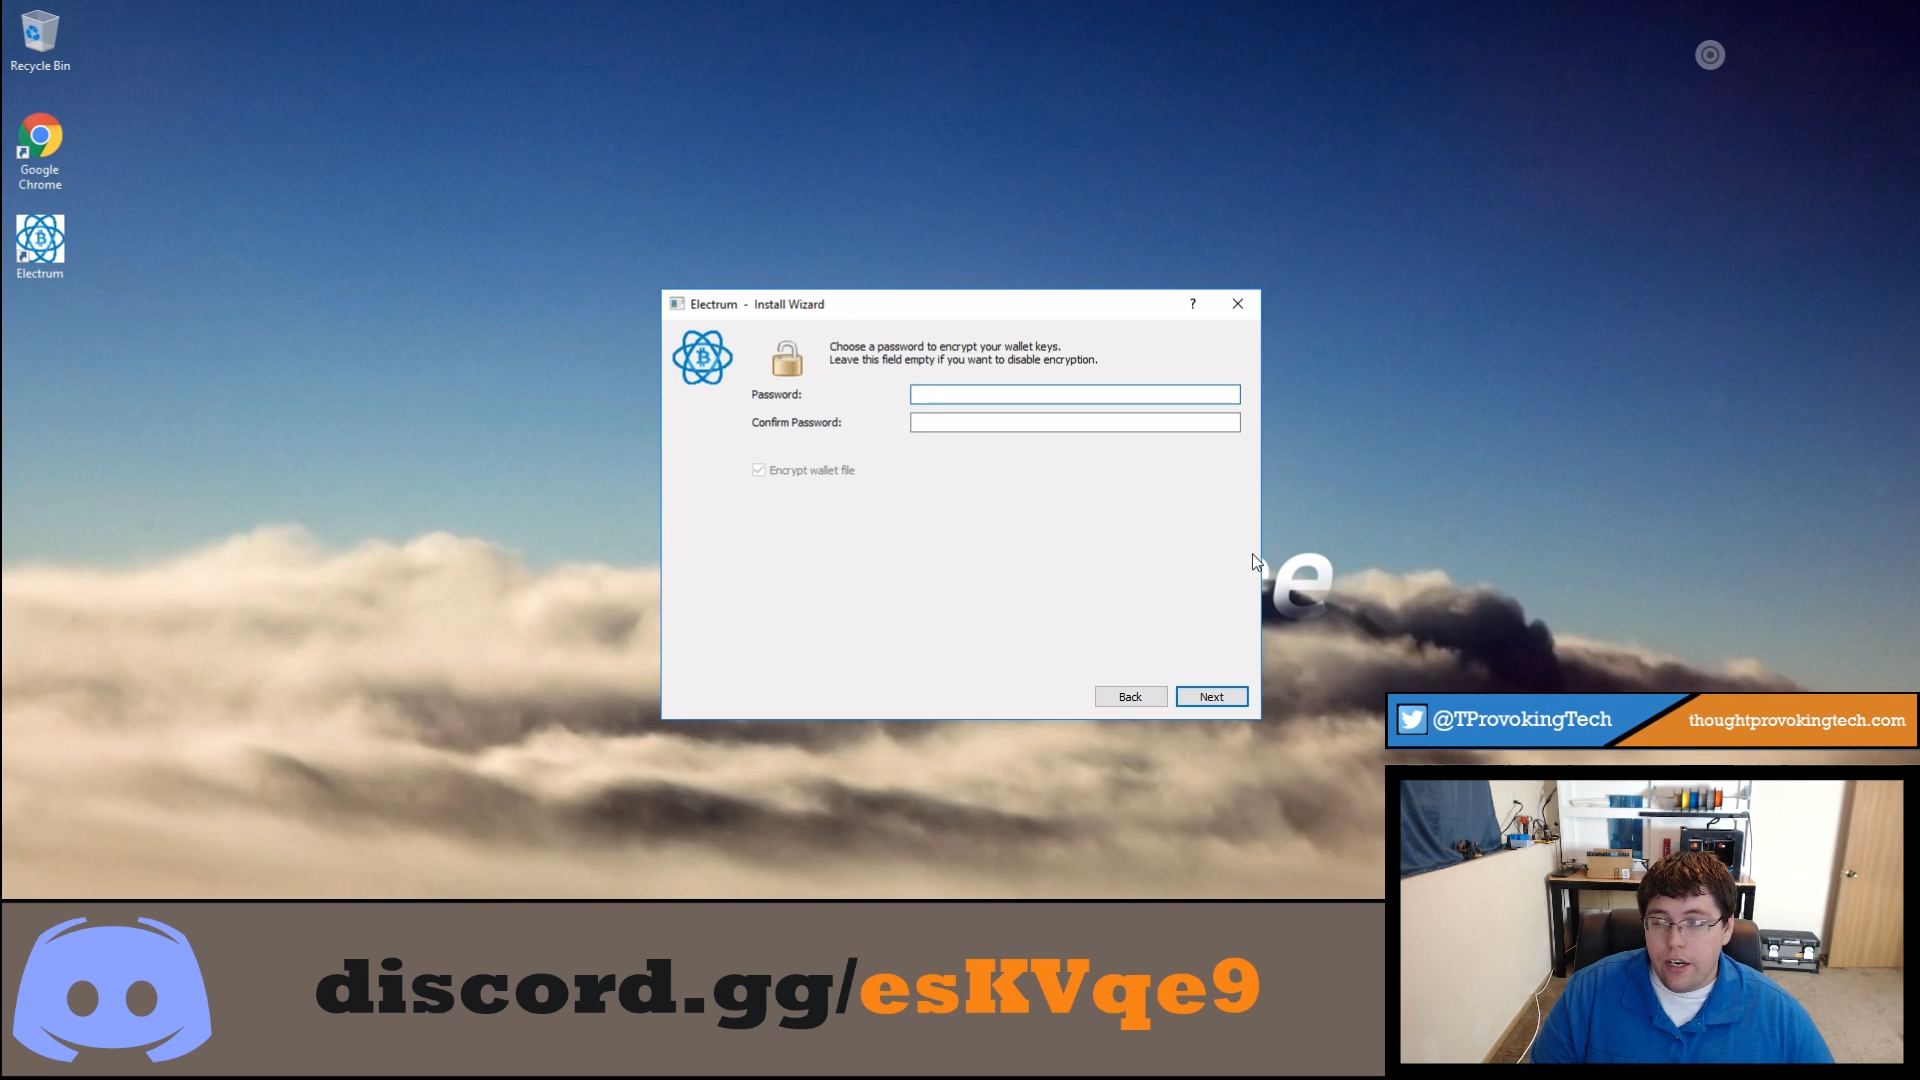 Recycle Bin
Google
Chrome
Electrum
Electrum - Install Wizard
?
Choose a password to encrypt your wallet keys.
Leave this field empty if you want to disable encryption.
Password:
Confirm Password:
Encrypt wallet file
Back
Next
e
@TProvokingTech
thoughtprovokingtech.com
discord.gg/esKVqe9